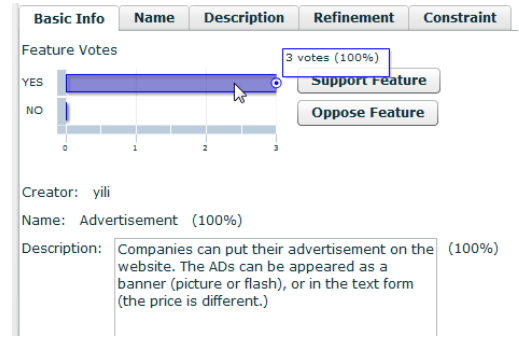 Basic Info Name Description Refinement Constraint
Feature Votes
3 votes (100%)
YES Support Feature
NO Oppose Feature
0 1 2 3
Creator: yili
Name: Advertisement (100%)
Description: Companies can put their advertisement on the (100%)
website. The ADs can be appeared as a
banner (picture or flash), or in the text form
(the price is different.)